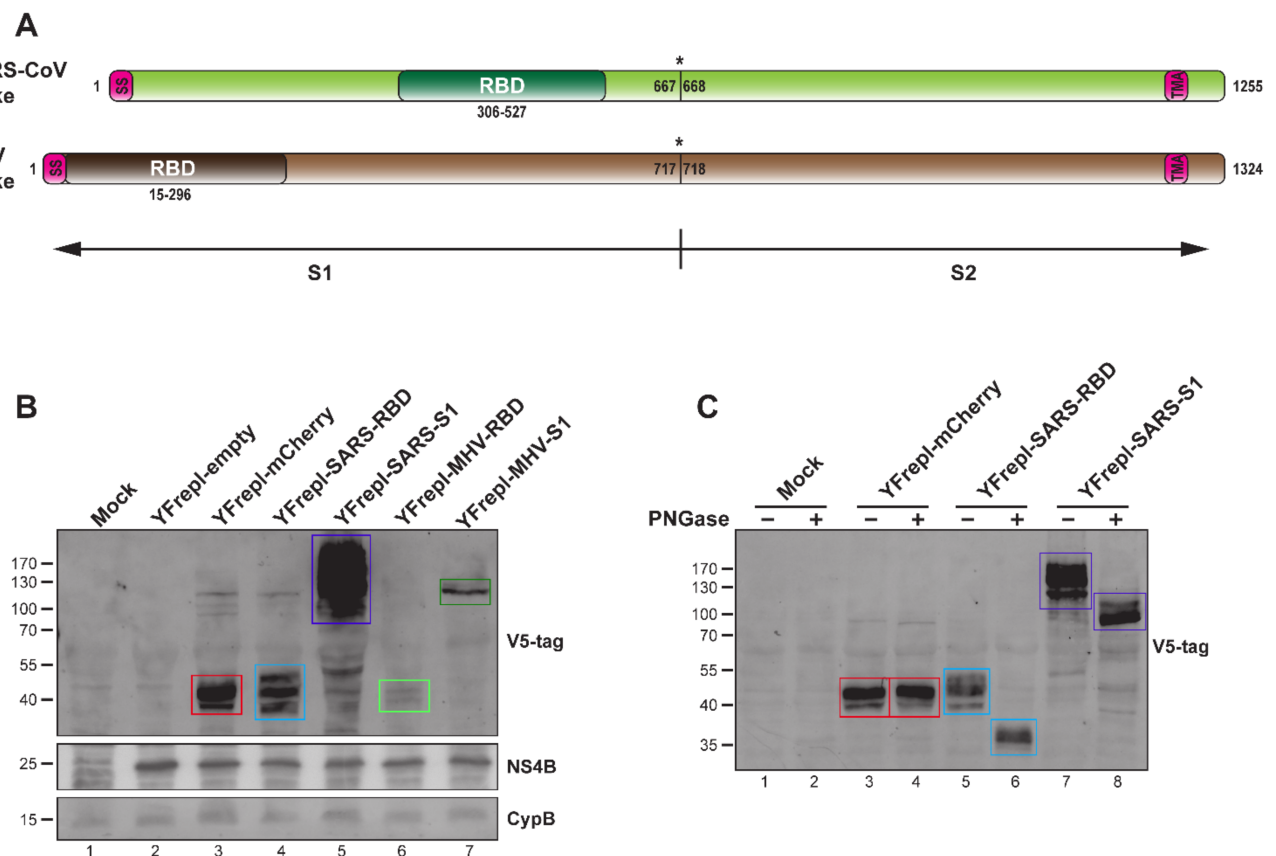 A
RS-CoV
ke
1 SS RBD 667 668 TMA 1255
306-527
*
ke
1 SS RBD 717 718 TMA 1324
15-296
*
S1 S2
B
Mock
YFrepl-empty
YFrepl-mCherry
YFrepl-SARS-RBD
YFrepl-SARS-S1
YFrepl-MHV-RBD
YFrepl-MHV-S1
170
130
100
70
55
40
V5-tag
25 NS4B
15 CypB
1 2 3 4 5 6 7
C
Mock
YFrepl-mCherry
YFrepl-SARS-RBD
YFrepl-SARS-S1
PNGase − + − + − + − +
170
130
100
70
55
40
35
V5-tag
1 2 3 4 5 6 7 8